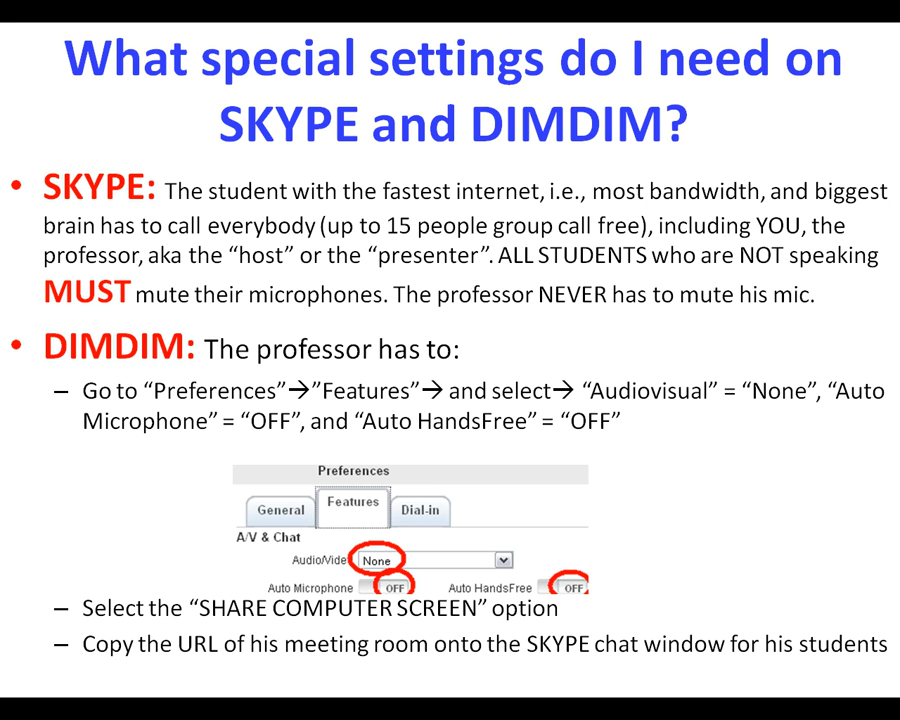 What special settings do I need on
SKYPE and DIMDIM?
• SKYPE: The student with the fastest internet, i.e., most bandwidth, and biggest
brain has to call everybody (up to 15 people group call free), including YOU, the
professor, aka the “host” or the “presenter”. ALL STUDENTS who are NOT speaking
MUST mute their microphones. The professor NEVER has to mute his mic.
• DIMDIM: The professor has to:
– Go to “Preferences”→”Features”→ and select→ “Audiovisual” = “None”, “Auto
Microphone” = “OFF”, and “Auto HandsFree” = “OFF”
Preferences
General Features Dial-in
A/V & Chat
Audio/Vide None
Auto Microphone OFF Auto HandsFree OFF
– Select the “SHARE COMPUTER SCREEN” option
– Copy the URL of his meeting room onto the SKYPE chat window for his students